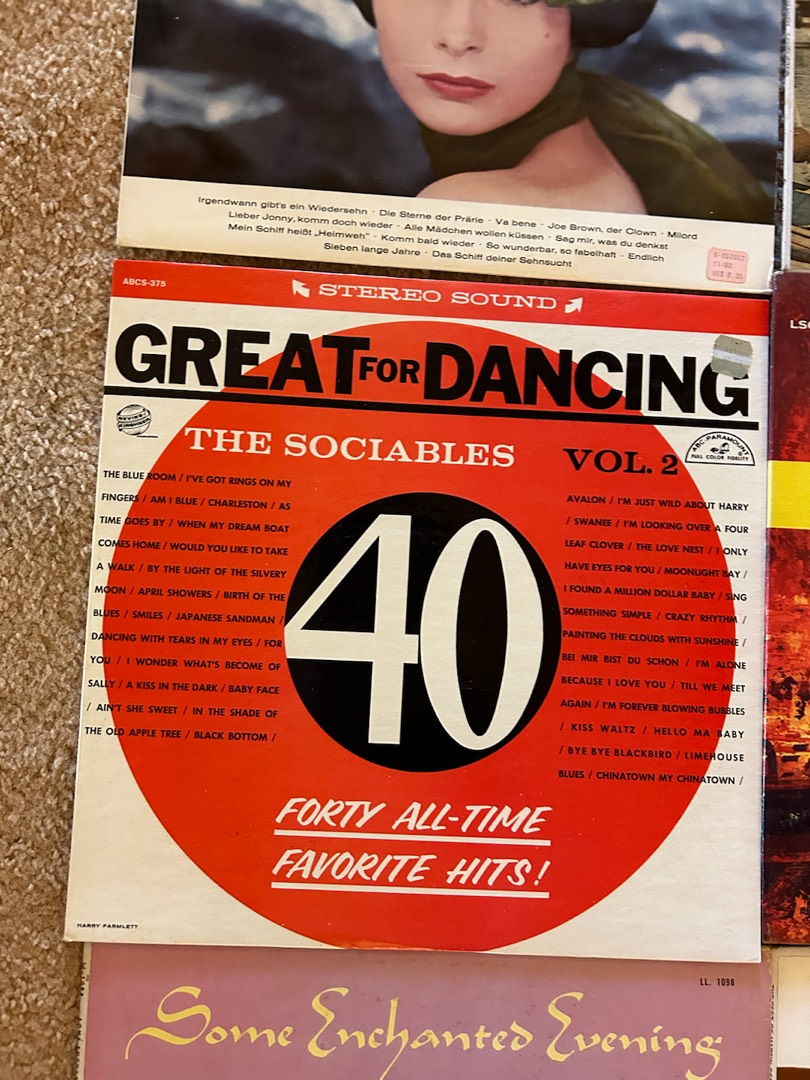 Irgendwann gibt's ein Wiedersehn · Die Sterne der Prärie · Va bene · Joe Brown, der Clown · Milord
Lieber Jonny, komm doch wieder · Alle Mädchen wollen küssen · Sag mir, was du denkst
Mein Schiff heißt „Heimweh" · Komm bald wieder · So wunderbar, so fabelhaft · Endlich
Sieben lange Jahre · Das Schiff deiner Sehnsucht
11/60
ABCS-375
STEREO SOUND
GREAT FOR DANCING
THE SOCIABLES
VOL. 2
ABC-PARAMOUNT
FULL COLOR FIDELITY
THE BLUE ROOM / I'VE GOT RINGS ON MY
FINGERS / AM I BLUE / CHARLESTON / AS
TIME GOES BY / WHEN MY DREAM BOAT
COMES HOME / WOULD YOU LIKE TO TAKE
A WALK / BY THE LIGHT OF THE SILVERY
MOON / APRIL SHOWERS / BIRTH OF THE
BLUES / SMILES / JAPANESE SANDMAN /
DANCING WITH TEARS IN MY EYES / FOR
YOU / I WONDER WHAT'S BECOME OF
SALLY / A KISS IN THE DARK / BABY FACE
/ AIN'T SHE SWEET / IN THE SHADE OF
THE OLD APPLE TREE / BLACK BOTTOM /
40
AVALON / I'M JUST WILD ABOUT HARRY
/ SWANEE / I'M LOOKING OVER A FOUR
LEAF CLOVER / THE LOVE NEST / I ONLY
HAVE EYES FOR YOU / MOONLIGHT BAY /
I FOUND A MILLION DOLLAR BABY / SING
SOMETHING SIMPLE / CRAZY RHYTHM /
PAINTING THE CLOUDS WITH SUNSHINE /
BEI MIR BIST DU SCHON / I'M ALONE
BECAUSE I LOVE YOU / TILL WE MEET
AGAIN / I'M FOREVER BLOWING BUBBLES
/ KISS WALTZ / HELLO MA BABY
/ BYE BYE BLACKBIRD / LIMEHOUSE
BLUES / CHINATOWN MY CHINATOWN /
FORTY ALL-TIME
FAVORITE HITS!
HARRY FARMLETT
LL. 1098
Some Enchanted Evening